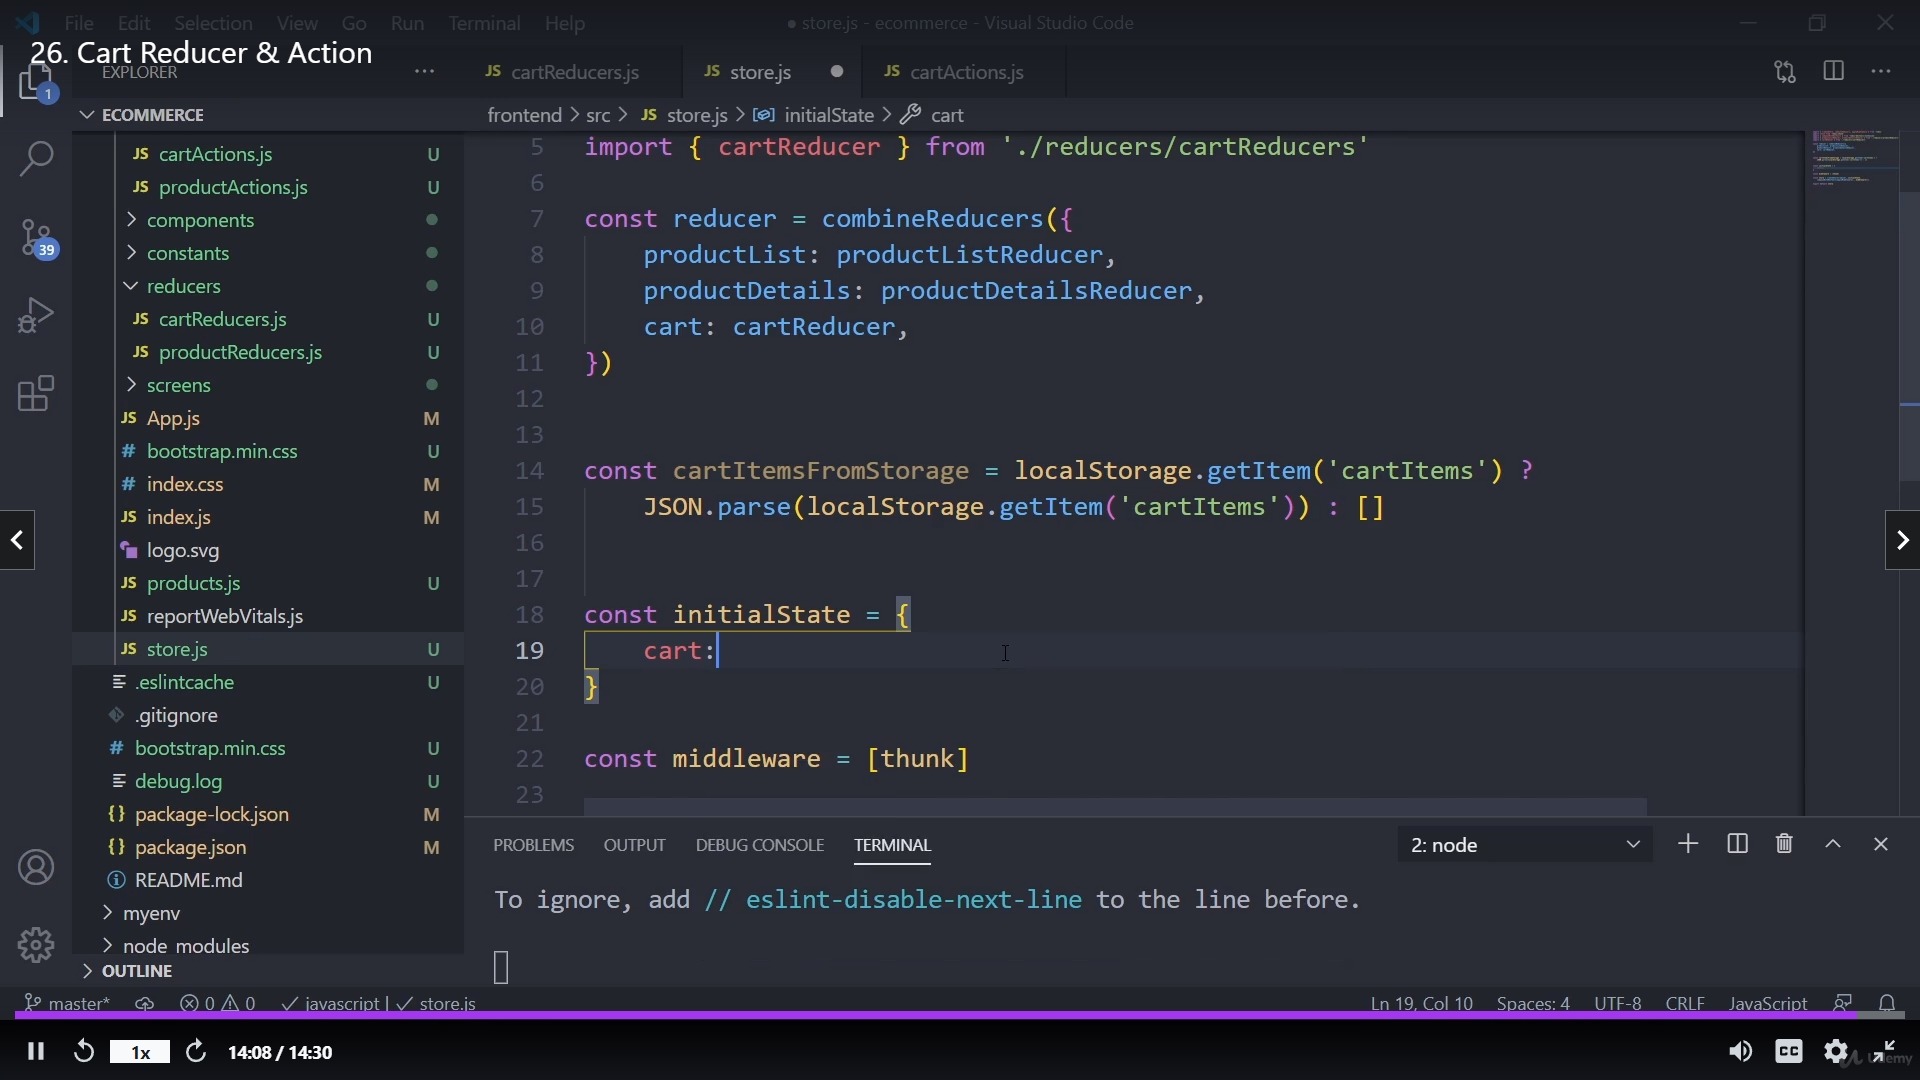 File Edit Selection View Go Run Terminal Help
● store.js - ecommerce - Visual Studio Code
26. Cart Reducer & Action
EXPLORER
JS cartReducers.js
JS store.js
JS cartActions.js
1
ECOMMERCE
frontend > src > JS store.js > initialState > cart
JS cartActions.js U
JS productActions.js U
components
constants
reducers
JS cartReducers.js U
JS productReducers.js U
screens
JS App.js M
# bootstrap.min.css U
# index.css M
JS index.js M
logo.svg
JS products.js U
JS reportWebVitals.js
JS store.js U
.eslintcache U
.gitignore
# bootstrap.min.css U
debug.log U
{} package-lock.json M
{} package.json M
README.md
myenv
node_modules
OUTLINE
39
5 import { cartReducer } from './reducers/cartReducers'
6
7 const reducer = combineReducers({
8 productList: productListReducer,
9 productDetails: productDetailsReducer,
10 cart: cartReducer,
11 })
12
13
14 const cartItemsFromStorage = localStorage.getItem('cartItems') ?
15 JSON.parse(localStorage.getItem('cartItems')) : []
16
17
18 const initialState = {
19 cart:
20 }
21
22 const middleware = [thunk]
23
PROBLEMS OUTPUT DEBUG CONSOLE TERMINAL
2: node
To ignore, add // eslint-disable-next-line to the line before.
master* 0 0 javascript | store.js
Ln 19, Col 10 Spaces: 4 UTF-8 CRLF JavaScript
1x 14:08 / 14:30
CC
Udemy